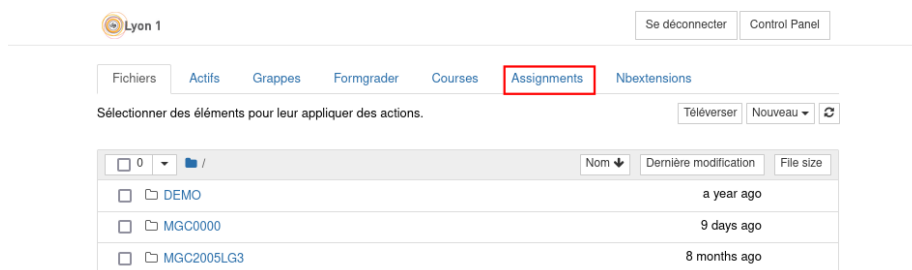 Lyon 1 Se déconnecter Control Panel
Fichiers Actifs Grappes Formgrader Courses Assignments Nbextensions
Sélectionner des éléments pour leur appliquer des actions. Téléverser Nouveau
0 / Nom Dernière modification File size
DEMO a year ago
MGC0000 9 days ago
MGC2005LG3 8 months ago